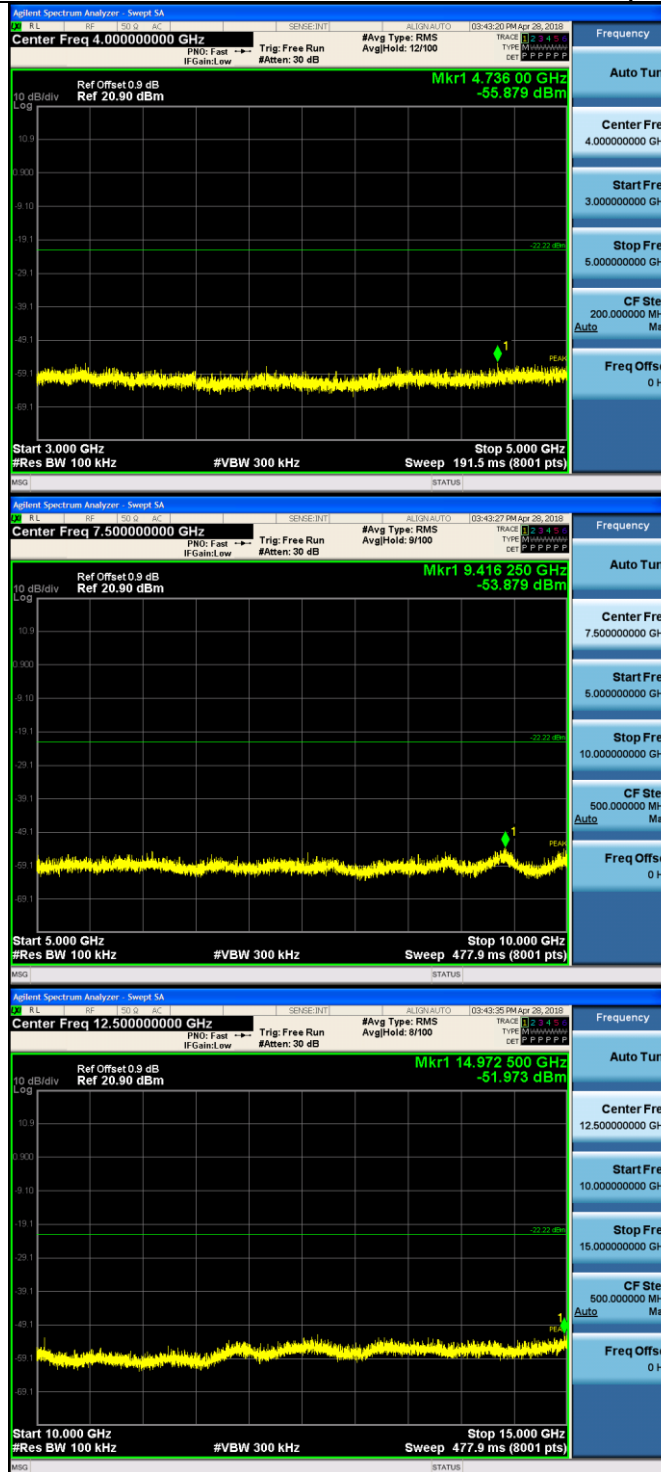 Agilent Spectrum Analyzer - Swept SA
RL RF 50 Ω AC SENSE:INT ALIGNAUTO 03:43:20 PM Apr 28, 2018
Center Freq 4.000000000 GHz
PNO: Fast
IFGain:Low
Trig: Free Run
#Atten: 30 dB
#Avg Type: RMS
Avg|Hold: 12/100
TRACE 1 2 3 4 5 6
TYPE M
DET P P P P P P
Frequency
Auto Tun
Center Fre
4.000000000 GH
Start Fre
3.000000000 GH
Stop Fre
5.000000000 GH
CF Ste
200.000000 MH
Auto Ma
Freq Offse
0 H
Mkr1 4.736 00 GHz
-55.879 dBm
Ref Offset 0.9 dB
10 dB/div Ref 20.90 dBm
Log
10.9
0.900
-9.10
-19.1
-22.22 dBm
-29.1
-39.1
-49.1
1
PEAK
-59.1
-69.1
Start 3.000 GHz Stop 5.000 GHz
#Res BW 100 kHz #VBW 300 kHz Sweep 191.5 ms (8001 pts)
MSG STATUS
Agilent Spectrum Analyzer - Swept SA
RL RF 50 Ω AC SENSE:INT ALIGNAUTO 03:43:27 PM Apr 28, 2018
Center Freq 7.500000000 GHz
PNO: Fast
IFGain:Low
Trig: Free Run
#Atten: 30 dB
#Avg Type: RMS
Avg|Hold: 9/100
TRACE 1 2 3 4 5 6
TYPE M
DET P P P P P P
Frequency
Auto Tun
Center Fre
7.500000000 GH
Start Fre
5.000000000 GH
Stop Fre
10.000000000 GH
CF Ste
500.000000 MH
Auto Ma
Freq Offse
0 H
Mkr1 9.416 250 GHz
-53.879 dBm
Ref Offset 0.9 dB
10 dB/div Ref 20.90 dBm
Log
10.9
0.900
-9.10
-19.1
-22.22 dBm
-29.1
-39.1
-49.1
1
PEAK
-59.1
-69.1
Start 5.000 GHz Stop 10.000 GHz
#Res BW 100 kHz #VBW 300 kHz Sweep 477.9 ms (8001 pts)
MSG STATUS
Agilent Spectrum Analyzer - Swept SA
RL RF 50 Ω AC SENSE:INT ALIGNAUTO 03:43:35 PM Apr 28, 2018
Center Freq 12.500000000 GHz
PNO: Fast
IFGain:Low
Trig: Free Run
#Atten: 30 dB
#Avg Type: RMS
Avg|Hold: 8/100
TRACE 1 2 3 4 5 6
TYPE M
DET P P P P P P
Frequency
Auto Tun
Center Fre
12.500000000 GH
Start Fre
10.000000000 GH
Stop Fre
15.000000000 GH
CF Ste
500.000000 MH
Auto Ma
Freq Offse
0 H
Mkr1 14.972 500 GHz
-51.973 dBm
Ref Offset 0.9 dB
10 dB/div Ref 20.90 dBm
Log
10.9
0.900
-9.10
-19.1
-22.22 dBm
-29.1
-39.1
-49.1
1
PEAK
-59.1
-69.1
Start 10.000 GHz Stop 15.000 GHz
#Res BW 100 kHz #VBW 300 kHz Sweep 477.9 ms (8001 pts)
MSG STATUS